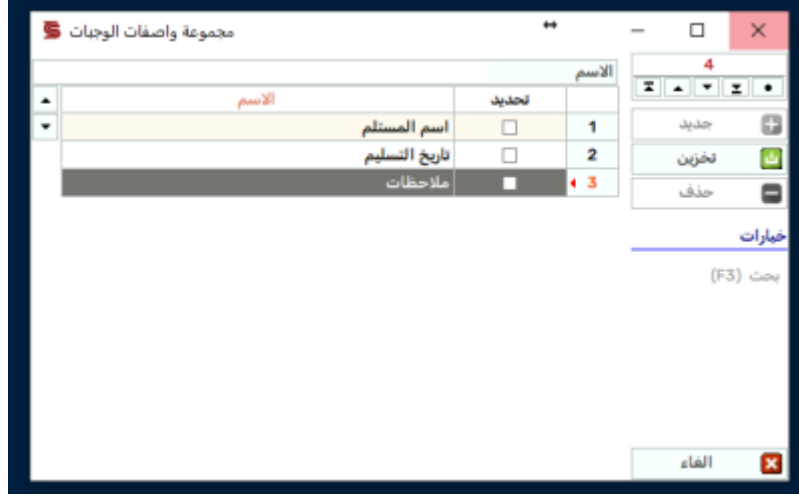 مجموعة واصفات الوجبات
4
الاسم
تحديد الاسم
1 اسم المستلم
2 تاريخ التسليم
3 ملاحظات
جديد
تخزين
حذف
خيارات
بحث (F3)
الغاء